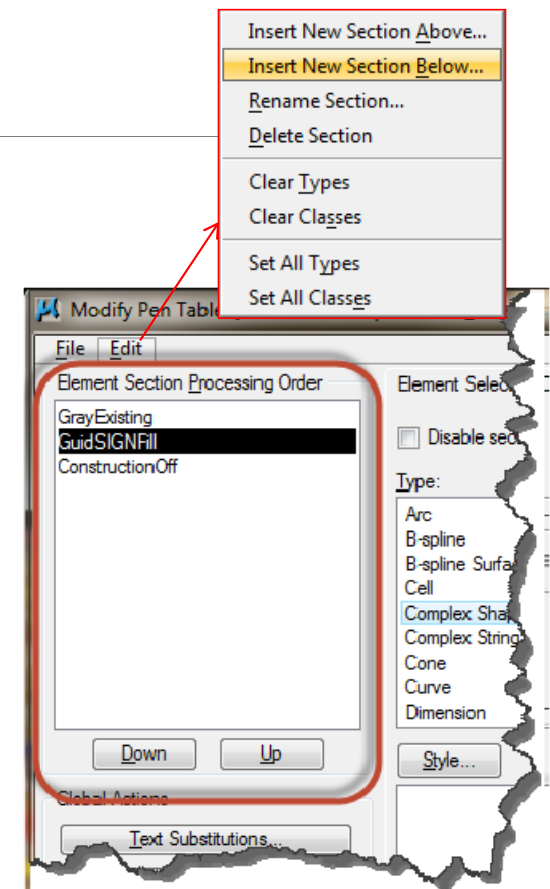 Insert New Section Above...
Insert New Section Below...
Rename Section...
Delete Section
Clear Types
Clear Classes
Set All Types
Set All Classes
Modify Pen Table
File Edit
Element Section Processing Order
GrayExisting
GuidSIGNFill
ConstructionOff
Down Up
Global Actions
Text Substitutions...
Element Selec
Disable sec
Type:
Arc
B-spline
B-spline Surfa
Cell
Complex Shap
Complex String
Cone
Curve
Dimension
Style...